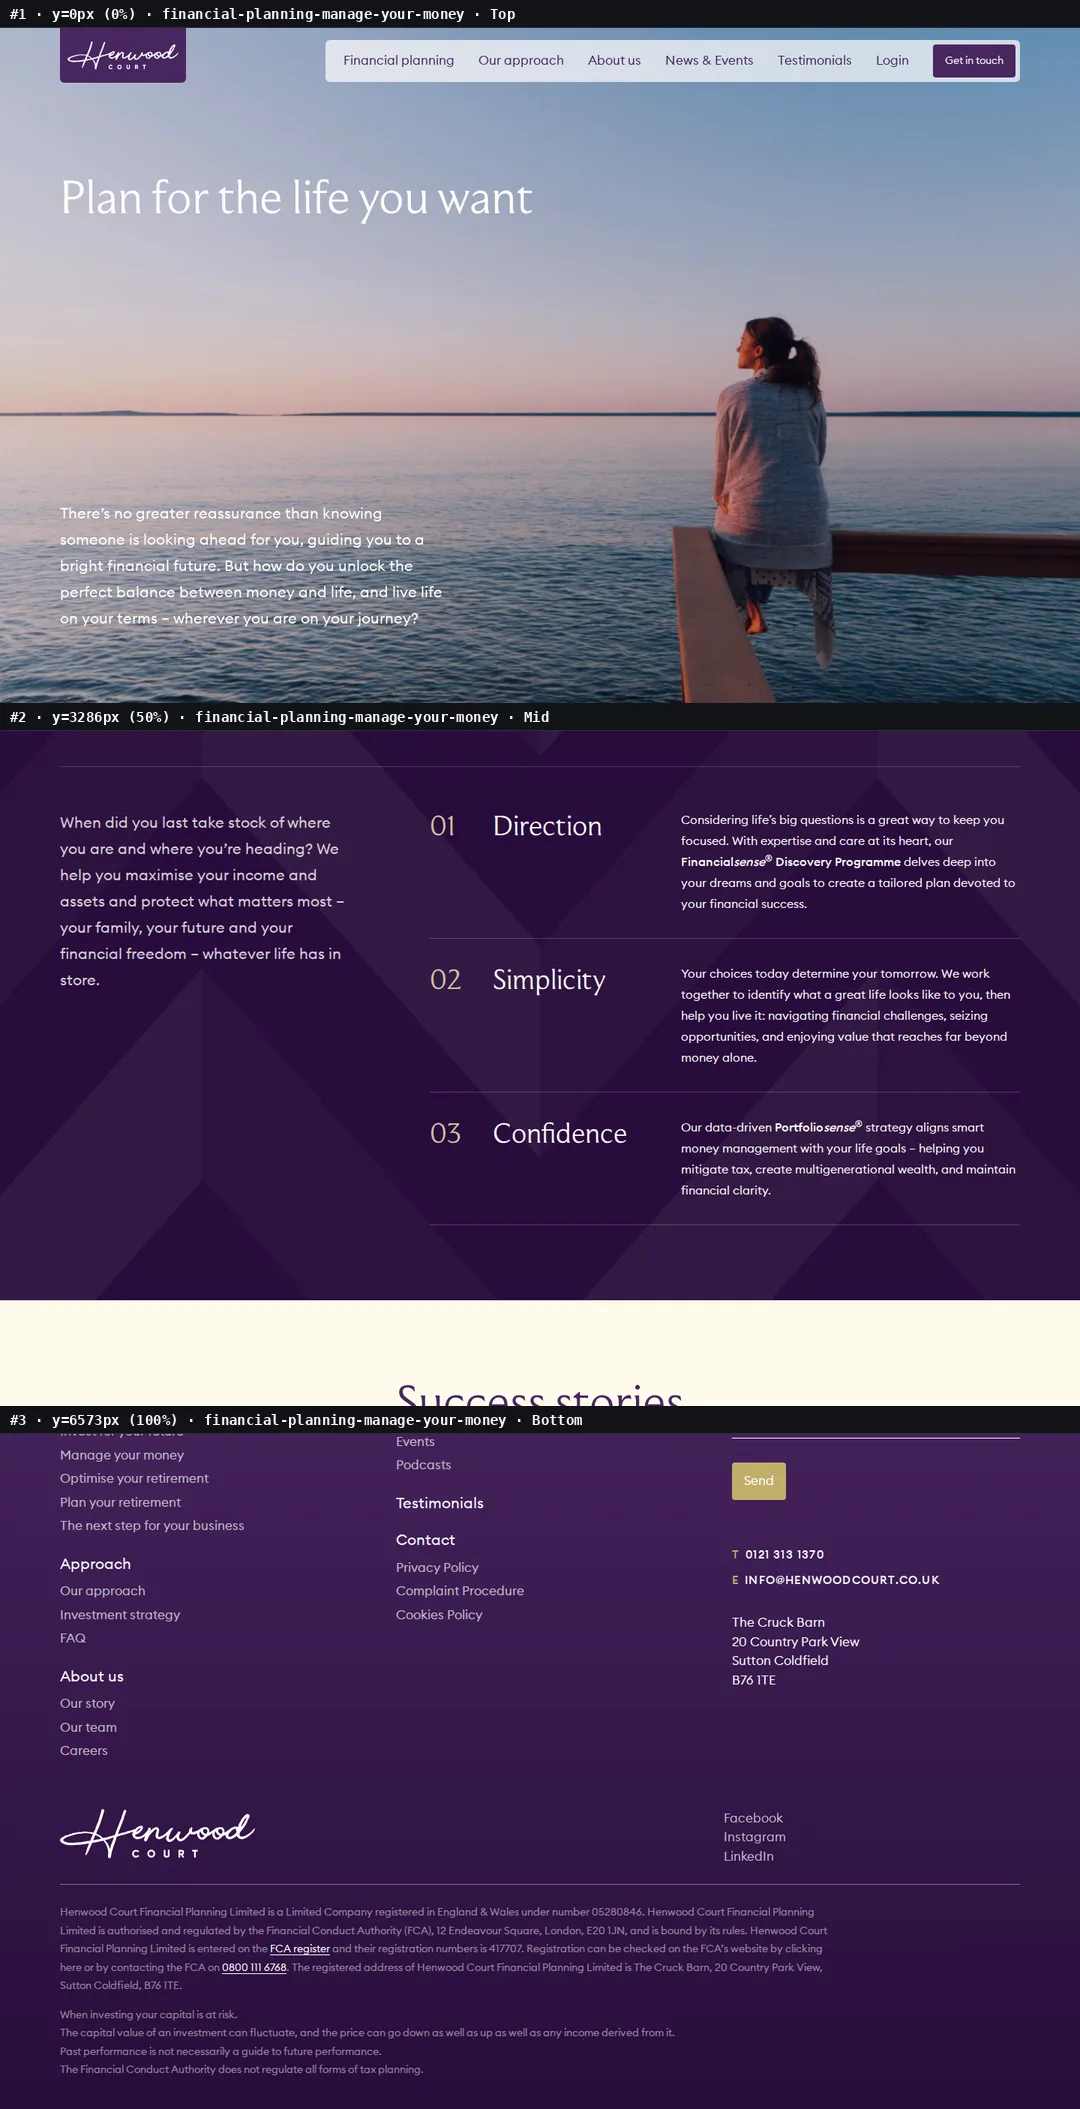 #1 · y=0px (0%) · financial-planning-manage-your-money · Top
Henwood
COURT
Financial planning
Our approach
About us
News & Events
Testimonials
Login
Get in touch
Plan for the life you want
There’s no greater reassurance than knowing
someone is looking ahead for you, guiding you to a
bright financial future. But how do you unlock the
perfect balance between money and life, and live life
on your terms – wherever you are on your journey?
#2 · y=3286px (50%) · financial-planning-manage-your-money · Mid
When did you last take stock of where
you are and where you’re heading? We
help you maximise your income and
assets and protect what matters most –
your family, your future and your
financial freedom – whatever life has in
store.
01 Direction
Considering life’s big questions is a great way to keep you
focused. With expertise and care at its heart, our
Financialsense® Discovery Programme delves deep into
your dreams and goals to create a tailored plan devoted to
your financial success.
02 Simplicity
Your choices today determine your tomorrow. We work
together to identify what a great life looks like to you, then
help you live it: navigating financial challenges, seizing
opportunities, and enjoying value that reaches far beyond
money alone.
03 Confidence
Our data-driven Portfoliosense® strategy aligns smart
money management with your life goals – helping you
mitigate tax, create multigenerational wealth, and maintain
financial clarity.
Success stories
#3 · y=6573px (100%) · financial-planning-manage-your-money · Bottom
Invest for your future
Manage your money
Optimise your retirement
Plan your retirement
The next step for your business
Approach
Our approach
Investment strategy
FAQ
About us
Our story
Our team
Careers
Events
Podcasts
Testimonials
Contact
Privacy Policy
Complaint Procedure
Cookies Policy
Send
T 0121 313 1370
E INFO@HENWOODCOURT.CO.UK
The Cruck Barn
20 Country Park View
Sutton Coldfield
B76 1TE
Henwood
COURT
Facebook
Instagram
LinkedIn
Henwood Court Financial Planning Limited is a Limited Company registered in England & Wales under number 05280846. Henwood Court Financial Planning
Limited is authorised and regulated by the Financial Conduct Authority (FCA), 12 Endeavour Square, London, E20 1JN, and is bound by its rules. Henwood Court
Financial Planning Limited is entered on the FCA register and their registration numbers is 417707. Registration can be checked on the FCA’s website by clicking
here or by contacting the FCA on 0800 111 6768. The registered address of Henwood Court Financial Planning Limited is The Cruck Barn, 20 Country Park View,
Sutton Coldfield, B76 1TE.
When investing your capital is at risk.
The capital value of an investment can fluctuate, and the price can go down as well as up as well as any income derived from it.
Past performance is not necessarily a guide to future performance.
The Financial Conduct Authority does not regulate all forms of tax planning.